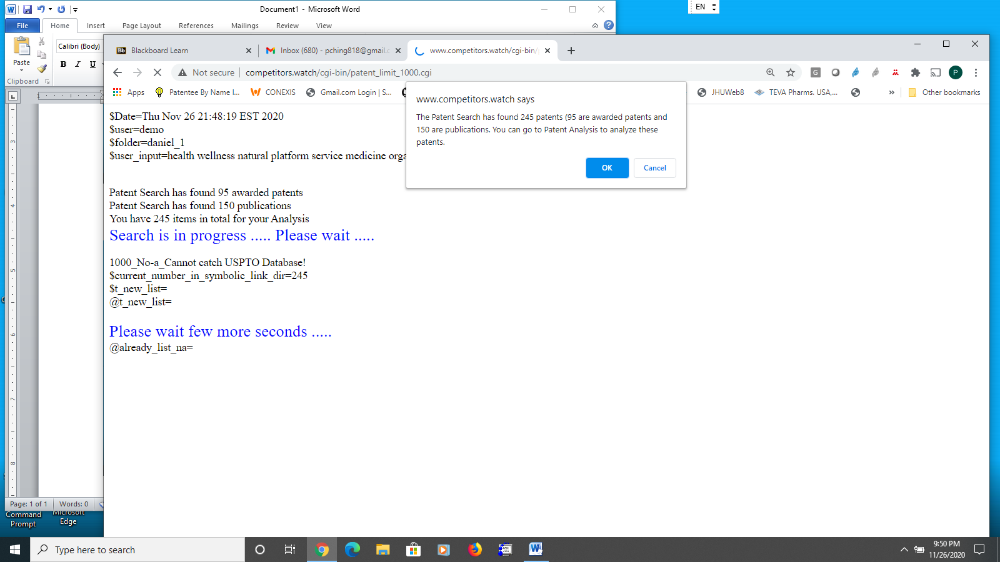 Document1 - Microsoft Word
EN
File Home Insert Page Layout References Mailings Review View
Paste
Calibri (Body)
B I U
Clipboard
Blackboard Learn
Inbox (680) - pching818@gmail.c
www.competitors.watch/cgi-bin/
Not secure competitors.watch/cgi-bin/patent_limit_1000.cgi
P
Apps
Patentee By Name I...
CONEXIS
Gmail.com Login | S...
JHUWeb8
TEVA Pharms. USA,...
»
Other bookmarks
www.competitors.watch says
The Patent Search has found 245 patents (95 are awarded patents and
150 are publications. You can go to Patent Analysis to analyze these
patents.
OK Cancel
$Date=Thu Nov 26 21:48:19 EST 2020
$user=demo
$folder=daniel_1
$user_input=health wellness natural platform service medicine orga
Patent Search has found 95 awarded patents
Patent Search has found 150 publications
You have 245 items in total for your Analysis
Search is in progress ..... Please wait .....
1000_No-a_Cannot catch USPTO Database!
$current_number_in_symbolic_link_dir=245
$t_new_list=
@t_new_list=
Please wait few more seconds .....
@already_list_na=
Page: 1 of 1 Words: 0
Command
Prompt
Microsoft
Edge
Type here to search
9:50 PM
11/26/2020